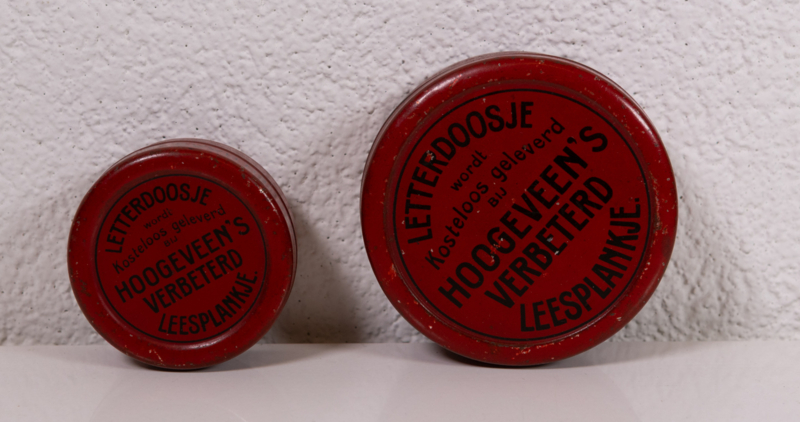 LETTERDOOSJE
wordt
Kosteloos geleverd
BIJ
HOOGEVEEN'S
VERBETERD
LEESPLANKJE.
LETTERDOOSJE
wordt
Kosteloos geleverd
BIJ
HOOGEVEEN'S
VERBETERD
LEESPLANKJE.